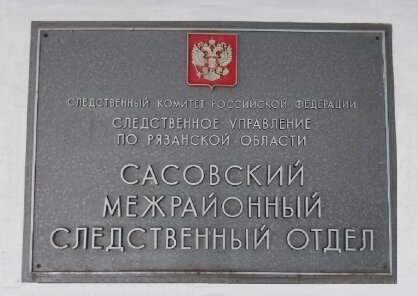 СЛЕДСТВЕННЫЙ КОМИТЕТ РОССИЙСКОЙ ФЕДЕРАЦИИ
СЛЕДСТВЕННОЕ УПРАВЛЕНИЕ
ПО РЯЗАНСКОЙ ОБЛАСТИ
САСОВСКИЙ
МЕЖРАЙОННЫЙ
СЛЕДСТВЕННЫЙ ОТДЕЛ